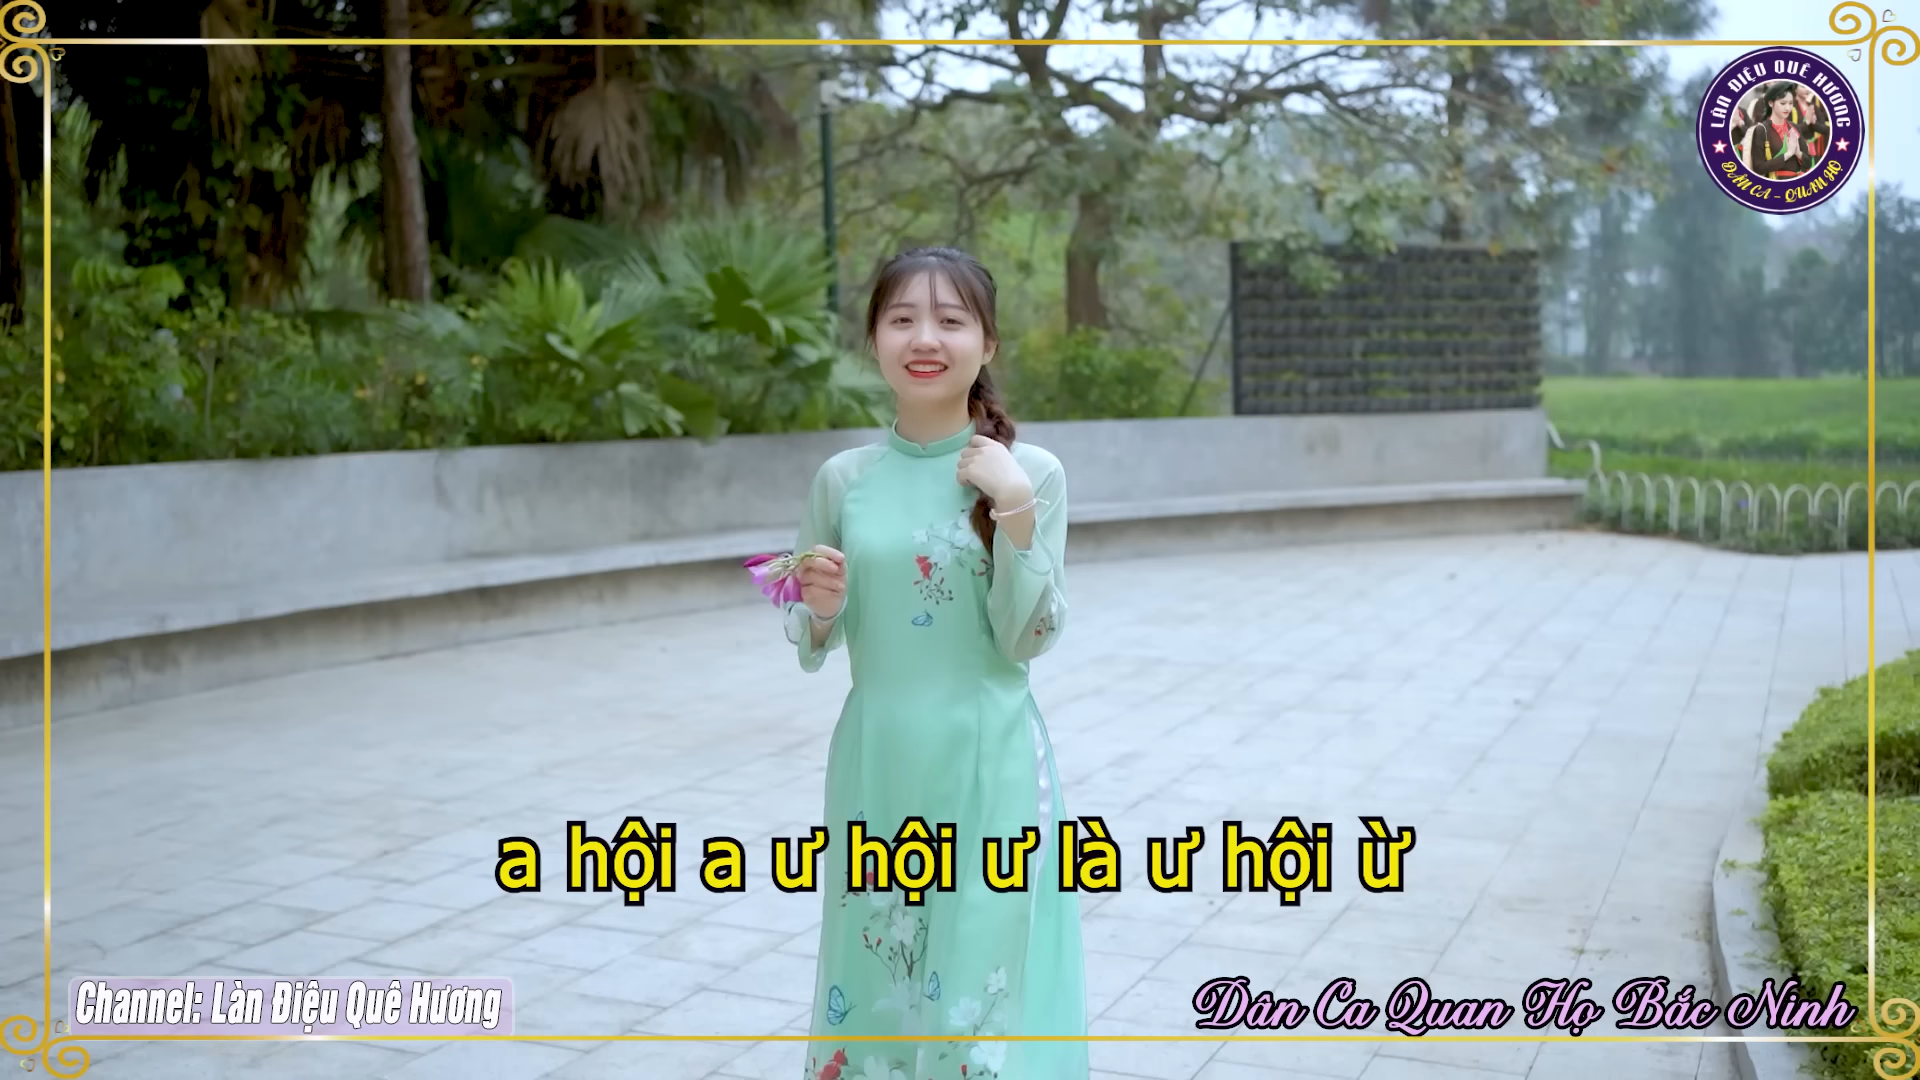 LÀN ĐIỆU QUÊ HƯƠNG
DÂN CA - QUAN HỌ
a hội a ư hội ư là ư hội ừ
Channel: Làn Điệu Quê Hương
Dân Ca Quan Họ Bắc Ninh